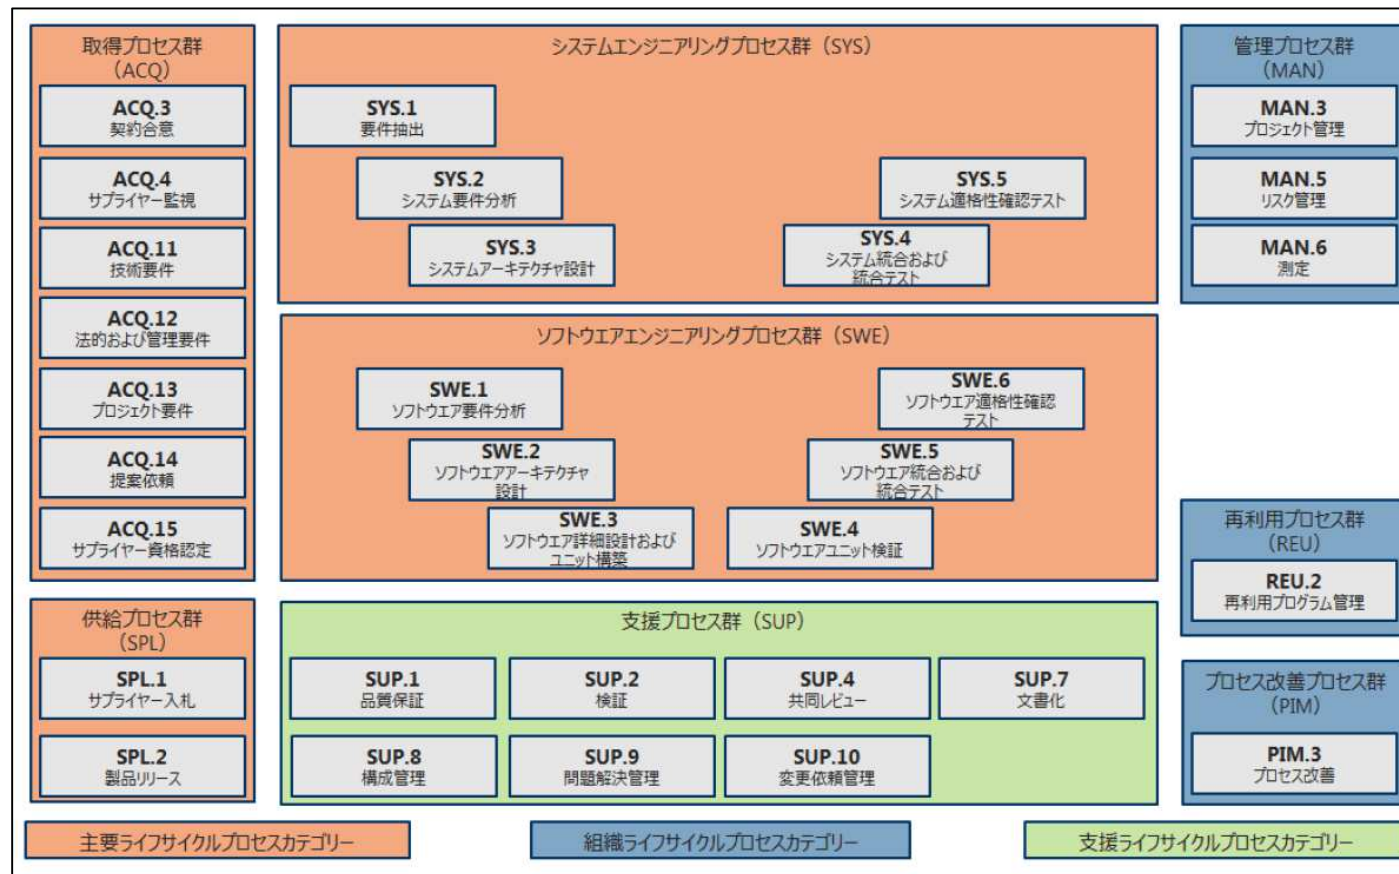 取得プロセス群
（ACQ）
ACQ.3
契約合意
ACQ.4
サプライヤー監視
ACQ.11
技術要件
ACQ.12
法的および管理要件
ACQ.13
プロジェクト要件
ACQ.14
提案依頼
ACQ.15
サプライヤー資格認定
供給プロセス群
（SPL）
SPL.1
サプライヤー入札
SPL.2
製品リリース
システムエンジニアリングプロセス群（SYS）
SYS.1
要件抽出
SYS.2
システム要件分析
SYS.3
システムアーキテクチャ設計
SYS.5
システム適格性確認テスト
SYS.4
システム統合および
統合テスト
ソフトウエアエンジニアリングプロセス群（SWE）
SWE.1
ソフトウエア要件分析
SWE.2
ソフトウエアアーキテクチャ
設計
SWE.3
ソフトウエア詳細設計および
ユニット構築
SWE.6
ソフトウエア適格性確認
テスト
SWE.5
ソフトウエア統合および
統合テスト
SWE.4
ソフトウエアユニット検証
支援プロセス群（SUP）
SUP.1
品質保証
SUP.2
検証
SUP.4
共同レビュー
SUP.7
文書化
SUP.8
構成管理
SUP.9
問題解決管理
SUP.10
変更依頼管理
管理プロセス群
（MAN）
MAN.3
プロジェクト管理
MAN.5
リスク管理
MAN.6
測定
再利用プロセス群
（REU）
REU.2
再利用プログラム管理
プロセス改善プロセス群
（PIM）
PIM.3
プロセス改善
主要ライフサイクルプロセスカテゴリー
組織ライフサイクルプロセスカテゴリー
支援ライフサイクルプロセスカテゴリー